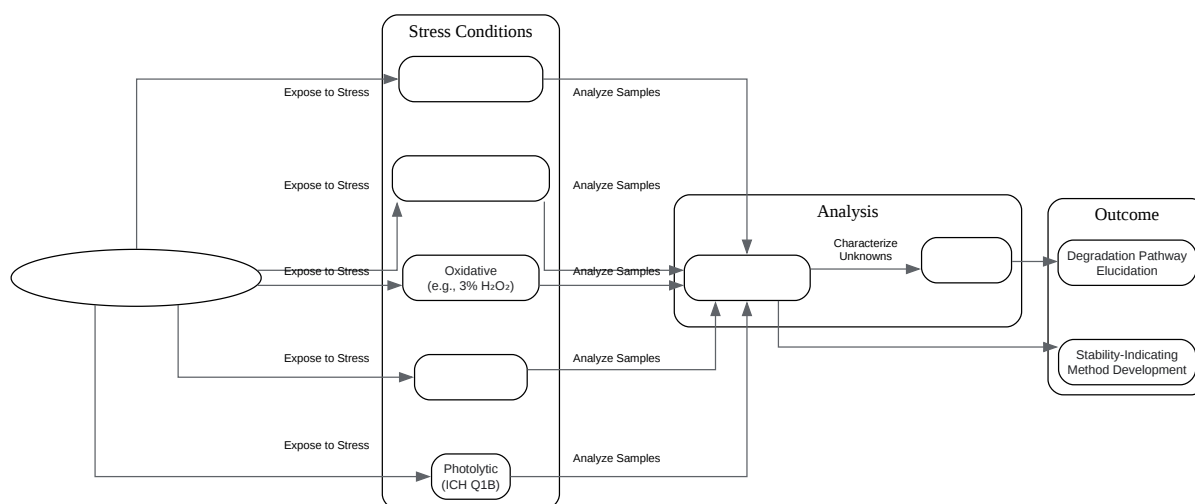 Stress Conditions
Expose to Stress
Analyze Samples
Expose to Stress
Analyze Samples
Analysis
Outcome
Characterize
Unknowns
Degradation Pathway
Elucidation
Expose to Stress
Oxidative
(e.g., 3% H₂O₂)
Analyze Samples
Expose to Stress
Analyze Samples
Stability-Indicating
Method Development
Expose to Stress
Analyze Samples
Photolytic
(ICH Q1B)